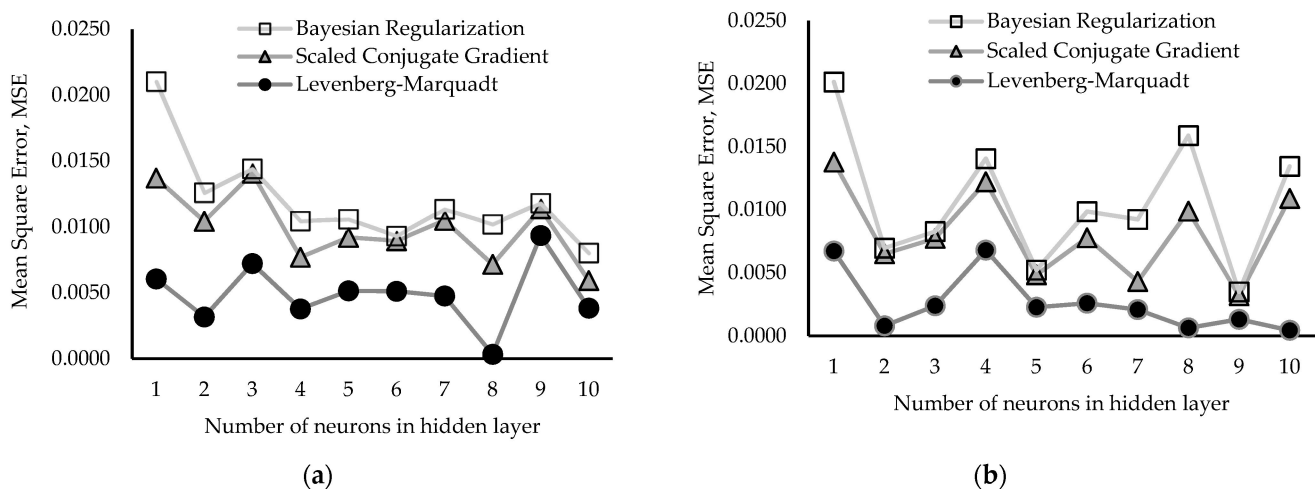 0.0250
0.0200
0.0150
0.0100
0.0050
0.0000
Mean Square Error, MSE
Bayesian Regularization
Scaled Conjugate Gradient
Levenberg-Marquadt
1 2 3 4 5 6 7 8 9 10
Number of neurons in hidden layer
(a)
0.0250
0.0200
0.0150
0.0100
0.0050
0.0000
Mean Square Error, MSE
Bayesian Regularization
Scaled Conjugate Gradient
Levenberg-Marquadt
1 2 3 4 5 6 7 8 9 10
Number of neurons in hidden layer
(b)